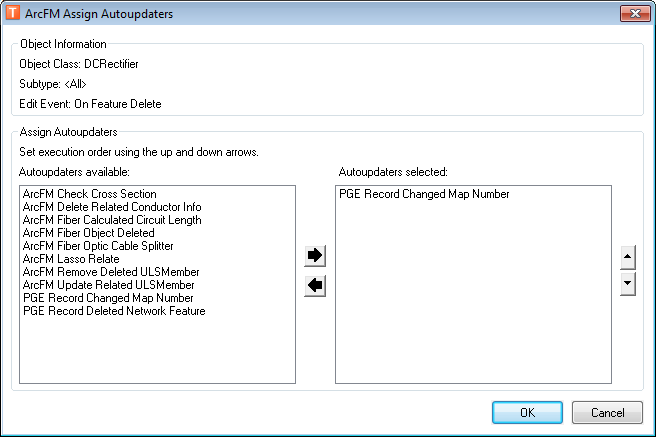 T ArcFM Assign Autoupdaters
Object Information
Object Class: DCRectifier
Subtype: <All>
Edit Event: On Feature Delete
Assign Autoupdaters
Set execution order using the up and down arrows.
Autoupdaters available:
ArcFM Check Cross Section
ArcFM Delete Related Conductor Info
ArcFM Fiber Calculated Circuit Length
ArcFM Fiber Object Deleted
ArcFM Fiber Optic Cable Splitter
ArcFM Lasso Relate
ArcFM Remove Deleted ULSMember
ArcFM Update Related ULSMember
PGE Record Changed Map Number
PGE Record Deleted Network Feature
Autoupdaters selected:
PGE Record Changed Map Number
OK
Cancel